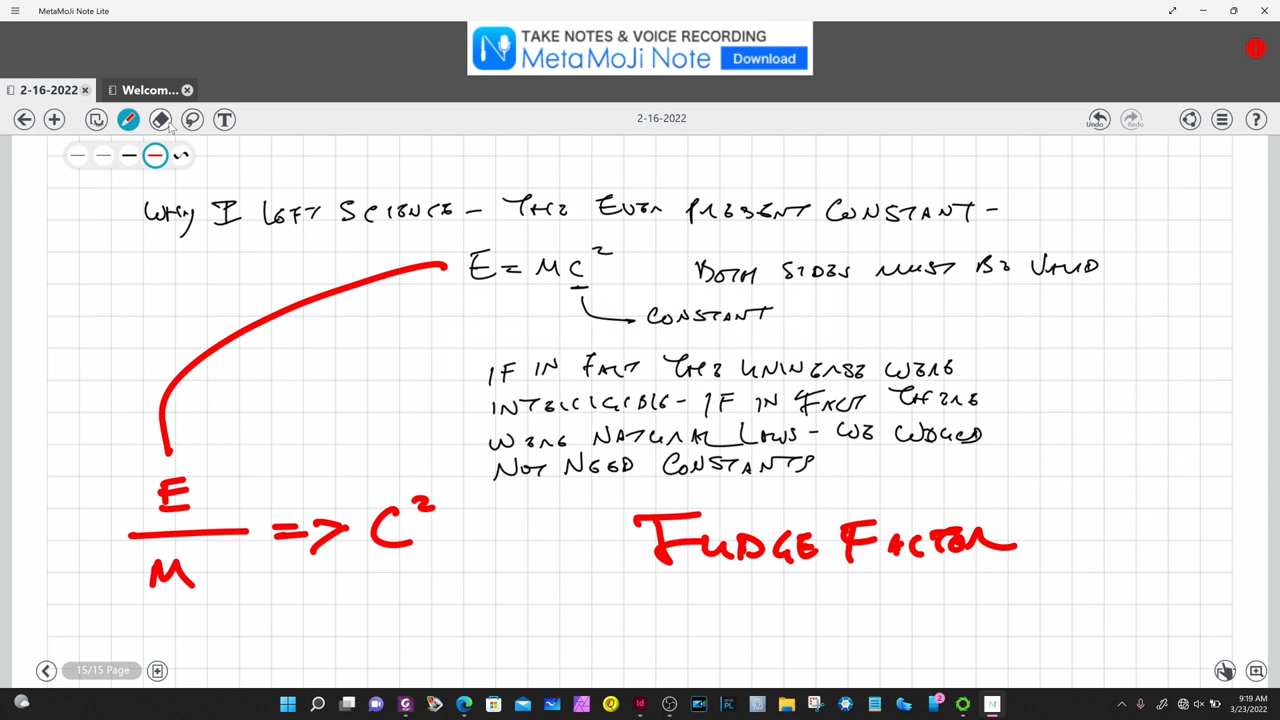 MetaMoJi Note Lite
TAKE NOTES & VOICE RECORDING
MetaMoJi Note Download
2-16-2022 Welcom...
T 2-16-2022 Undo Redo ?
WHY I LEFT SCIENCE - THE EVER PRESENT CONSTANT -
E = MC² BOTH SIDES MUST BE VALID
CONSTANT
IF IN FACT THE UNIVERSE WERE
INTELLIGIBLE - IF IN FACT THERE
WERE NATURAL LAWS - WE WOULD
NOT NEED CONSTANTS
E
M => C²
FUDGE FACTER
15/15 Page
9:19 AM
3/23/2022